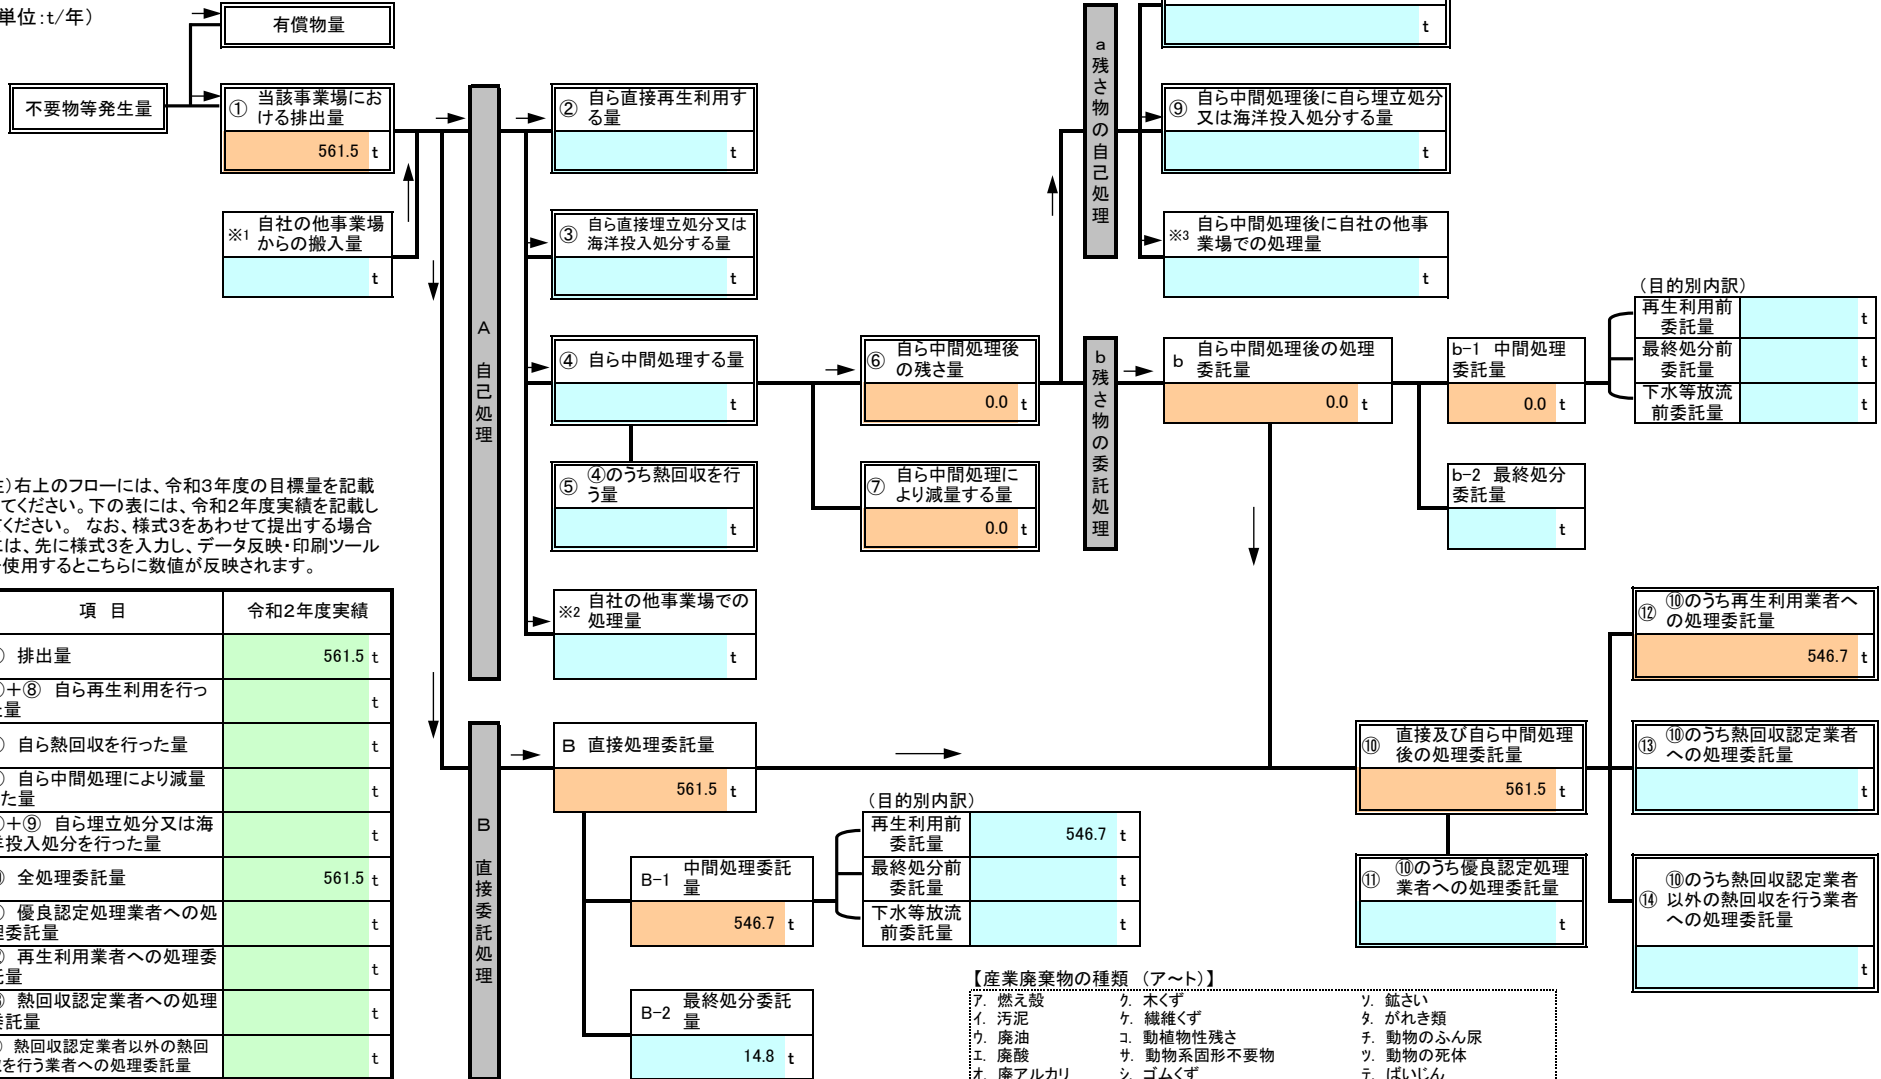 単位：t/年）
有償物量
不要物等発生量
① 当該事業場にお
ける排出量
561.5 t
※1 自社の他事業場
からの搬入量
t
A 自己処理
② 自ら直接再生利用す
る量
t
③ 自ら直接埋立処分又は
海洋投入処分する量
t
④ 自ら中間処理する量
t
⑤ ④のうち熱回収を行
う量
t
※2 自社の他事業場での
処理量
t
⑥ 自ら中間処理後
の残さ量
0.0 t
⑦ 自ら中間処理に
より減量する量
0.0 t
a 残さ物の自己処理
t
⑨ 自ら中間処理後に自ら埋立処分
又は海洋投入処分する量
t
※3 自ら中間処理後に自社の他事
業場での処理量
t
b 残さ物の委託処理
b 自ら中間処理後の処理
委託量
0.0 t
b-1 中間処理
委託量
0.0 t
b-2 最終処分
委託量
t
（目的別内訳）
再生利用前
委託量
t
最終処分前
委託量
t
下水等放流
前委託量
t
）右上のフローには、令和３年度の目標量を記載
てください。下の表には、令和２年度実績を記載し
ください。 なお、様式３をあわせて提出する場合
は、先に様式３を入力し、データ反映・印刷ツール
使用するとこちらに数値が反映されます。
項 目 令和２年度実績
排出量 561.5 t
＋⑧ 自ら再生利用を行っ
量 t
自ら熱回収を行った量 t
自ら中間処理により減量
た量 t
＋⑨ 自ら埋立処分又は海
投入処分を行った量 t
全処理委託量 561.5 t
優良認定処理業者への処
委託量 t
再生利用業者への処理委
量 t
熱回収認定業者への処理
託量 t
熱回収認定業者以外の熱回
を行う業者への処理委託量 t
B 直接委託処理
B 直接処理委託量
561.5 t
B-1 中間処理委託
量
546.7 t
B-2 最終処分委託
量
14.8 t
（目的別内訳）
再生利用前
委託量
546.7 t
最終処分前
委託量
t
下水等放流
前委託量
t
⑩ 直接及び自ら中間処理
後の処理委託量
561.5 t
⑪ ⑩のうち優良認定処理
業者への処理委託量
t
⑫ ⑩のうち再生利用業者へ
の処理委託量
546.7 t
⑬ ⑩のうち熱回収認定業者
への処理委託量
t
⑭ ⑩のうち熱回収認定業者
以外の熱回収を行う業者
への処理委託量
t
【産業廃棄物の種類 （ア～ト）】
ア. 燃え殻 ク. 木くず ソ. 鉱さい
イ. 汚泥 ケ. 繊維くず タ. がれき類
ウ. 廃油 コ. 動植物性残さ チ. 動物のふん尿
エ. 廃酸 サ. 動物系固形不要物 ツ. 動物の死体
オ. 廃アルカリ シ. ゴムくず テ. ばいじん